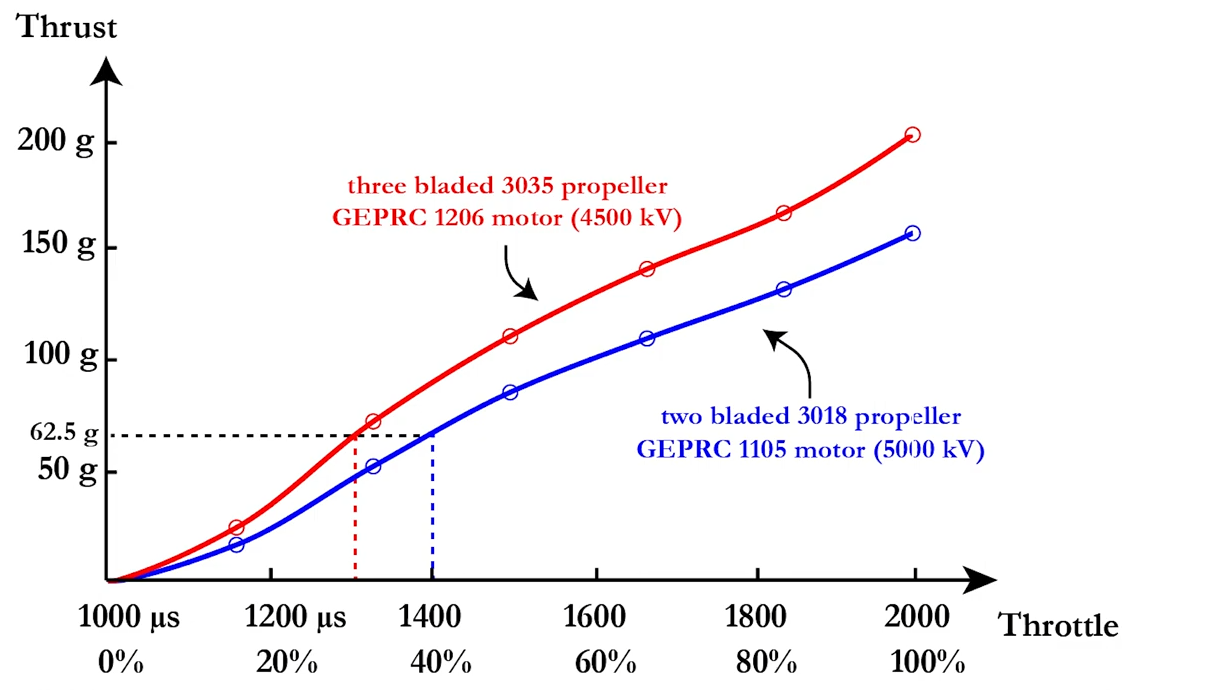 Thrust
200 g
three bladed 3035 propeller
GEPRC 1206 motor (4500 kV)
150 g
100 g
two bladed 3018 propeller
62.5 g
GEPRC 1105 motor (5000 kV)
50 g
1000 µs 1200 µs 1400 1600 1800 2000 Throttle
0% 20% 40% 60% 80% 100%